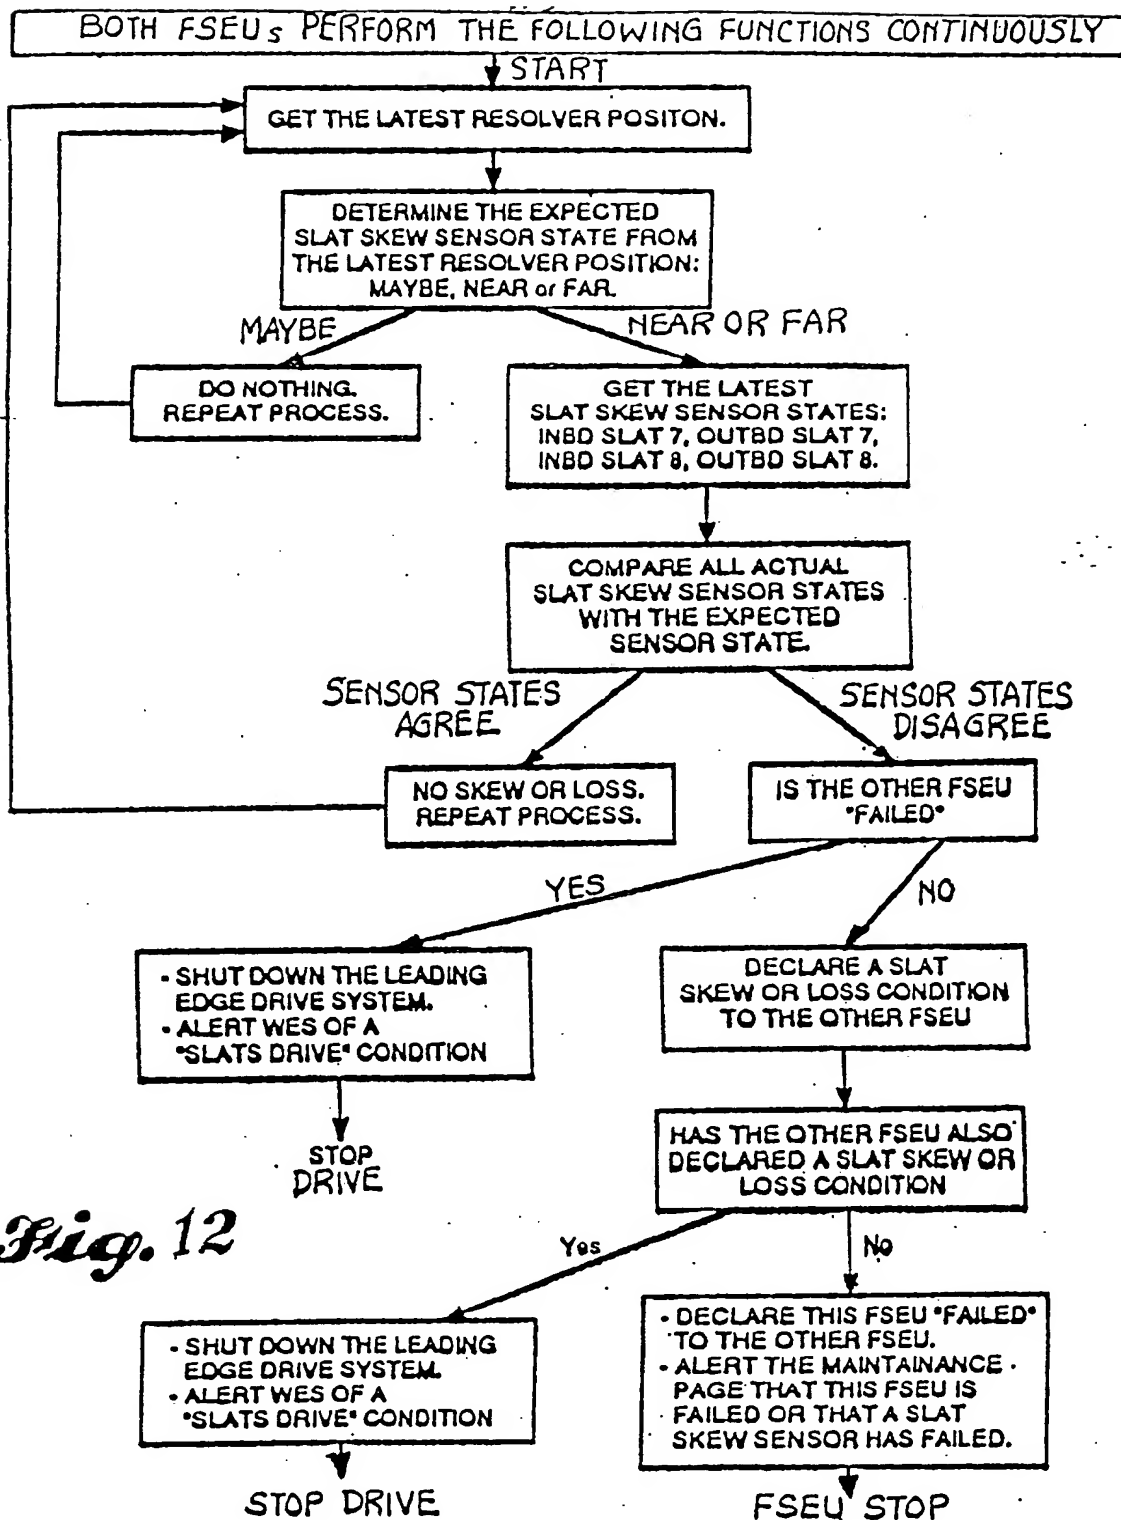 BOTH FSEUs PERFORM THE FOLLOWING FUNCTIONS CONTINUOUSLY
START
GET THE LATEST RESOLVER POSITON.
DETERMINE THE EXPECTED
SLAT SKEW SENSOR STATE FROM
THE LATEST RESOLVER POSITION:
MAYBE, NEAR or FAR.
MAYBE
NEAR OR FAR
DO NOTHING.
REPEAT PROCESS.
GET THE LATEST
SLAT SKEW SENSOR STATES:
INBD SLAT 7, OUTBD SLAT 7,
INBD SLAT 8, OUTBD SLAT 8.
COMPARE ALL ACTUAL
SLAT SKEW SENSOR STATES
WITH THE EXPECTED
SENSOR STATE.
SENSOR STATES
AGREE
SENSOR STATES
DISAGREE
NO SKEW OR LOSS.
REPEAT PROCESS.
IS THE OTHER FSEU
"FAILED"
YES
NO
- SHUT DOWN THE LEADING
EDGE DRIVE SYSTEM.
- ALERT WES OF A
"SLATS DRIVE" CONDITION
DECLARE A SLAT
SKEW OR LOSS CONDITION
TO THE OTHER FSEU
STOP
DRIVE
HAS THE OTHER FSEU ALSO
DECLARED A SLAT SKEW OR
LOSS CONDITION
Fig. 12
Yes
No
- SHUT DOWN THE LEADING
EDGE DRIVE SYSTEM.
- ALERT WES OF A
"SLATS DRIVE" CONDITION
- DECLARE THIS FSEU "FAILED"
TO THE OTHER FSEU.
- ALERT THE MAINTAINANCE
PAGE THAT THIS FSEU IS
FAILED OR THAT A SLAT
SKEW SENSOR HAS FAILED.
STOP DRIVE
FSEU STOP